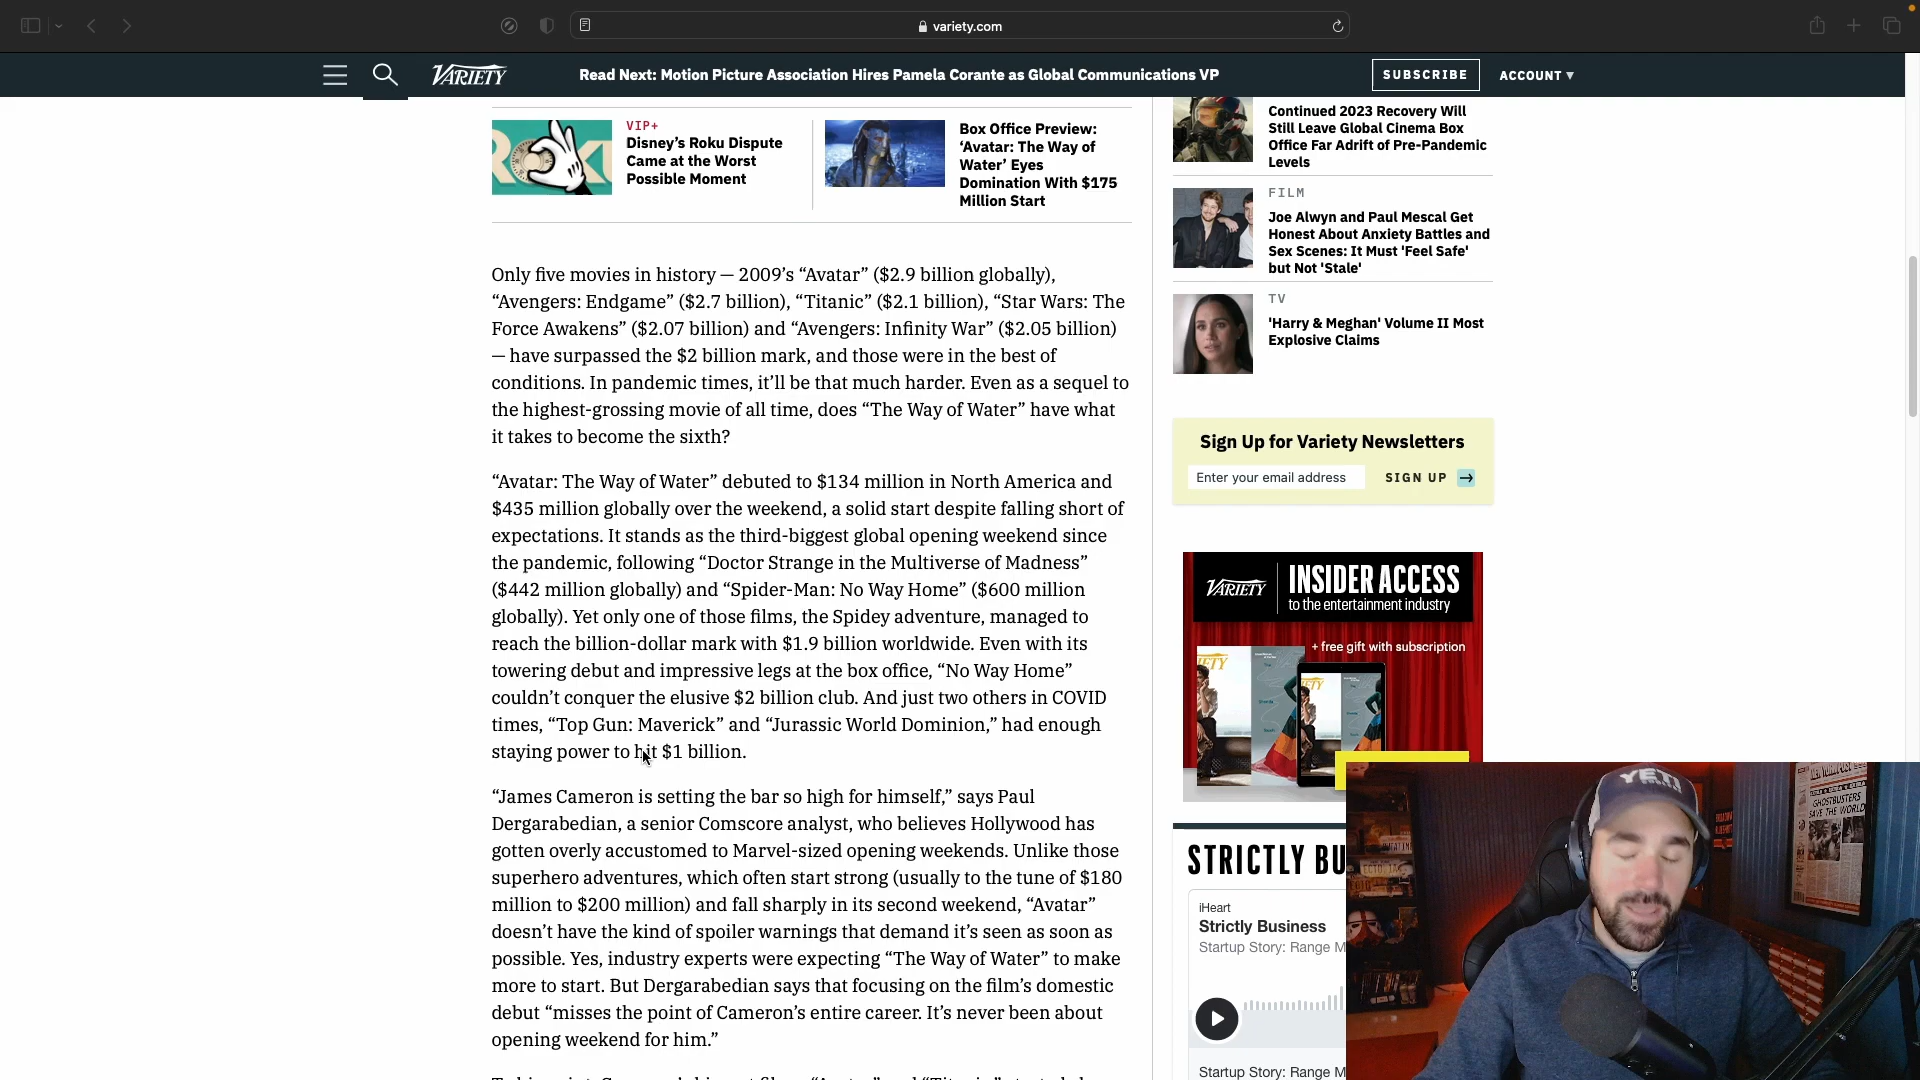 variety.com
VARIETY
Read Next: Motion Picture Association Hires Pamela Corante as Global Communications VP
SUBSCRIBE
ACCOUNT ▼
VIP+
Disney’s Roku Dispute
Came at the Worst
Possible Moment
Box Office Preview:
‘Avatar: The Way of
Water’ Eyes
Domination With $175
Million Start
Only five movies in history — 2009’s “Avatar” ($2.9 billion globally),
“Avengers: Endgame” ($2.7 billion), “Titanic” ($2.1 billion), “Star Wars: The
Force Awakens” ($2.07 billion) and “Avengers: Infinity War” ($2.05 billion)
— have surpassed the $2 billion mark, and those were in the best of
conditions. In pandemic times, it’ll be that much harder. Even as a sequel to
the highest-grossing movie of all time, does “The Way of Water” have what
it takes to become the sixth?
“Avatar: The Way of Water” debuted to $134 million in North America and
$435 million globally over the weekend, a solid start despite falling short of
expectations. It stands as the third-biggest global opening weekend since
the pandemic, following “Doctor Strange in the Multiverse of Madness”
($442 million globally) and “Spider-Man: No Way Home” ($600 million
globally). Yet only one of those films, the Spidey adventure, managed to
reach the billion-dollar mark with $1.9 billion worldwide. Even with its
towering debut and impressive legs at the box office, “No Way Home”
couldn’t conquer the elusive $2 billion club. And just two others in COVID
times, “Top Gun: Maverick” and “Jurassic World Dominion,” had enough
staying power to hit $1 billion.
“James Cameron is setting the bar so high for himself,” says Paul
Dergarabedian, a senior Comscore analyst, who believes Hollywood has
gotten overly accustomed to Marvel-sized opening weekends. Unlike those
superhero adventures, which often start strong (usually to the tune of $180
million to $200 million) and fall sharply in its second weekend, “Avatar”
doesn’t have the kind of spoiler warnings that demand it’s seen as soon as
possible. Yes, industry experts were expecting “The Way of Water” to make
more to start. But Dergarabedian says that focusing on the film’s domestic
debut “misses the point of Cameron’s entire career. It’s never been about
opening weekend for him.”
Continued 2023 Recovery Will
Still Leave Global Cinema Box
Office Far Adrift of Pre-Pandemic
Levels
FILM
Joe Alwyn and Paul Mescal Get
Honest About Anxiety Battles and
Sex Scenes: It Must 'Feel Safe'
but Not 'Stale'
TV
'Harry & Meghan' Volume II Most
Explosive Claims
Sign Up for Variety Newsletters
Enter your email address
SIGN UP →
VARIETY
INSIDER ACCESS
to the entertainment industry
+ free gift with subscription
STRICTLY BU
iHeart
Strictly Business
Startup Story: Range M
Startup Story: Range M
YETI
GHOSTBUSTERS
SAVE THE WORLD